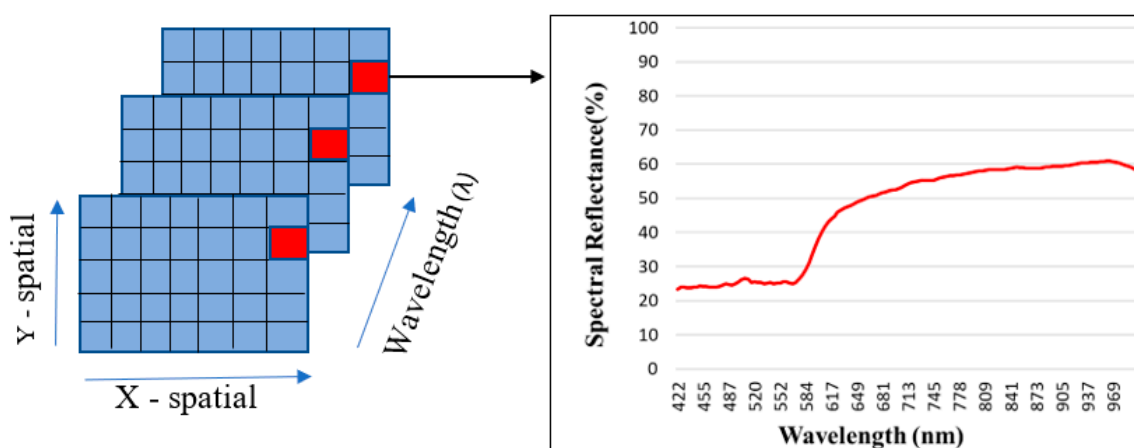 Y - spatial
X - spatial
Wavelength (λ)
Spectral Reflectance(%)
100
90
80
70
60
50
40
30
20
10
0
422 455 487 520 552 584 617 649 681 713 745 778 809 841 873 905 937 969
Wavelength (nm)